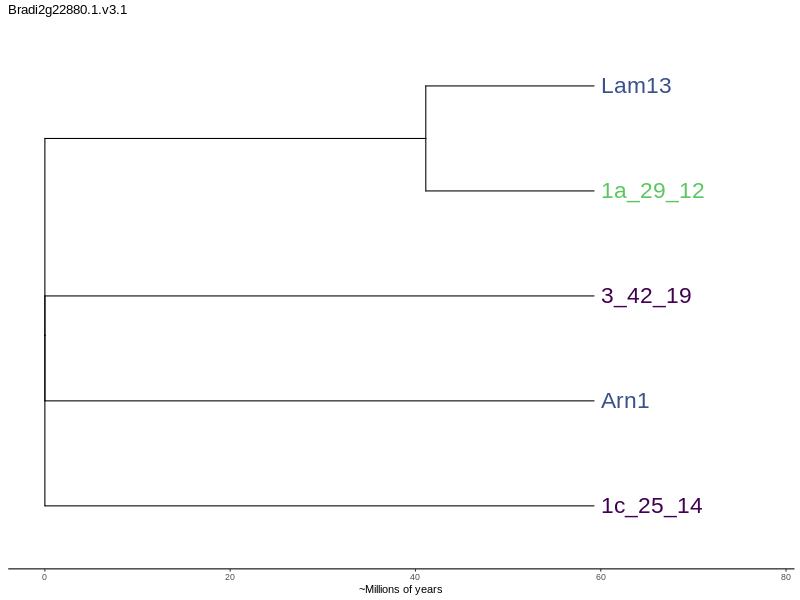 Bradi2g22880.1.v3.1
Lam13
1a_29_12
3_42_19
Arn1
1c_25_14
0 20 40 60 80
~Millions of years